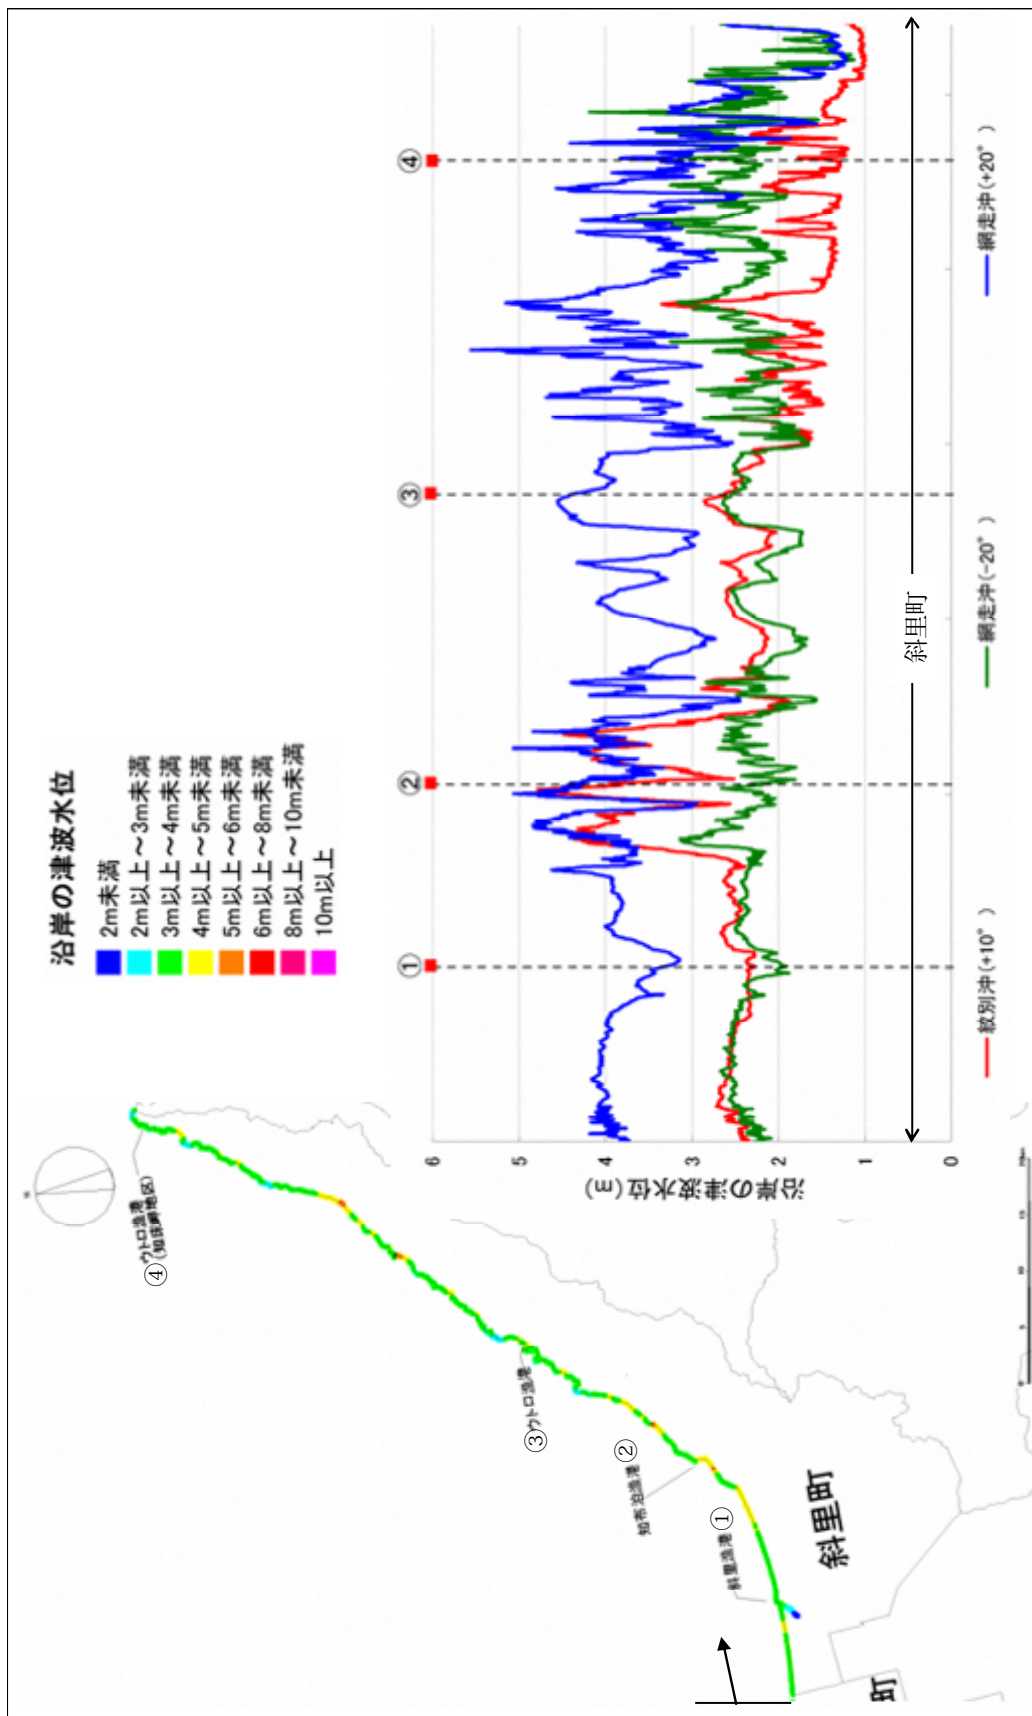 沿岸の津波水位
2m未満
2m以上～3m未満
3m以上～4m未満
4m以上～5m未満
5m以上～6m未満
6m以上～8m未満
8m以上～10m未満
10m以上
④ウトロ漁港
(知床岬地区)
③ウトロ漁港
②
知布泊漁港
斜里漁港①
斜里町
町
① ② ③ ④
沿岸の津波水位(m)
6
5
4
3
2
1
0
斜里町
紋別沖(+10°)
網走沖(-20°)
網走沖(+20°)